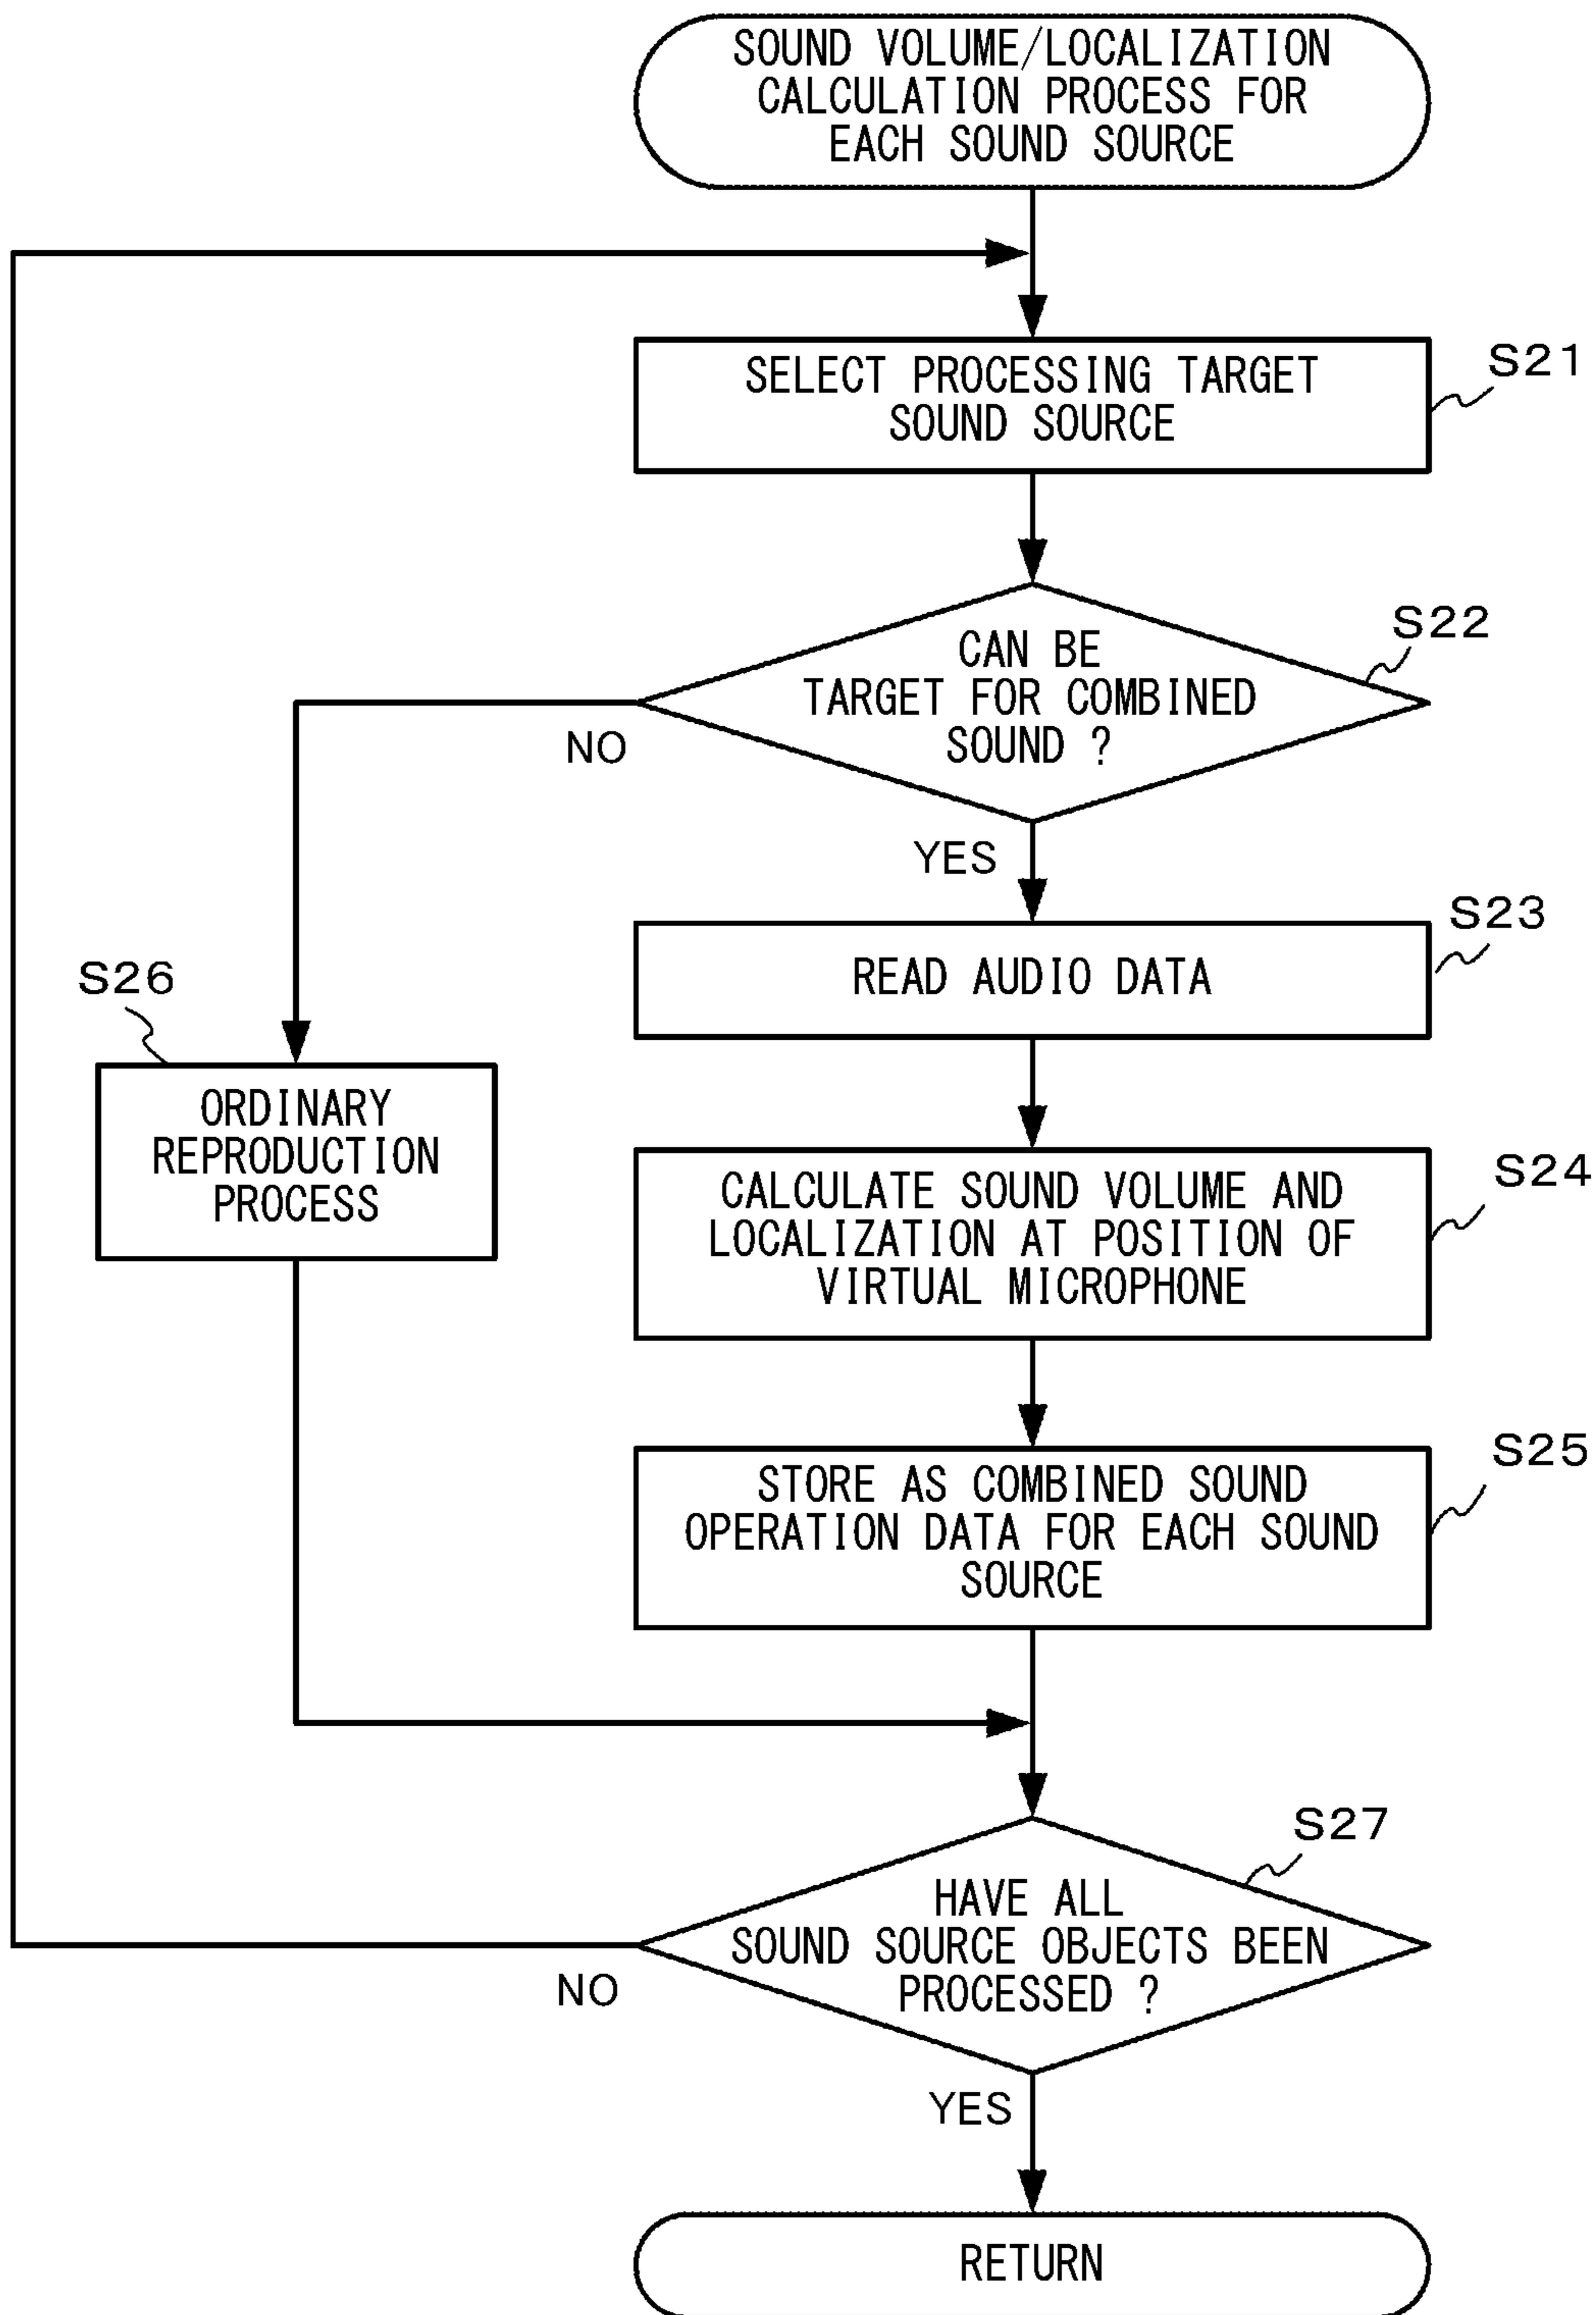 SOUND VOLUME/LOCALIZATION
CALCULATION PROCESS FOR
EACH SOUND SOURCE
SELECT PROCESSING TARGET
SOUND SOURCE
S21
CAN BE
TARGET FOR COMBINED
SOUND ?
S22
NO
YES
READ AUDIO DATA
S23
S26
ORDINARY
REPRODUCTION
PROCESS
CALCULATE SOUND VOLUME AND
LOCALIZATION AT POSITION OF
VIRTUAL MICROPHONE
S24
STORE AS COMBINED SOUND
OPERATION DATA FOR EACH SOUND
SOURCE
S25
HAVE ALL
SOUND SOURCE OBJECTS BEEN
PROCESSED ?
S27
NO
YES
RETURN